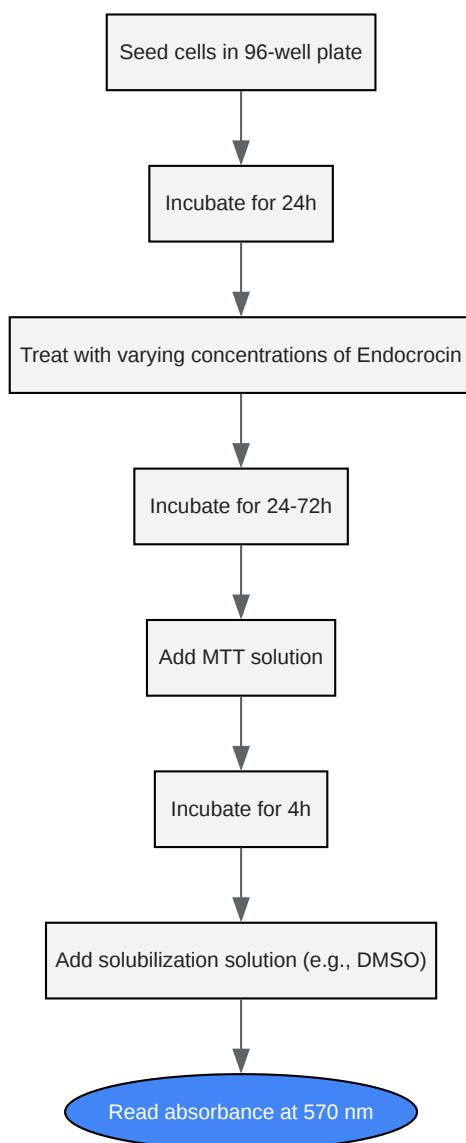 Seed cells in 96-well plate
Incubate for 24h
Treat with varying concentrations of Endocrocin
Incubate for 24-72h
Add MTT solution
Incubate for 4h
Add solubilization solution (e.g., DMSO)
Read absorbance at 570 nm